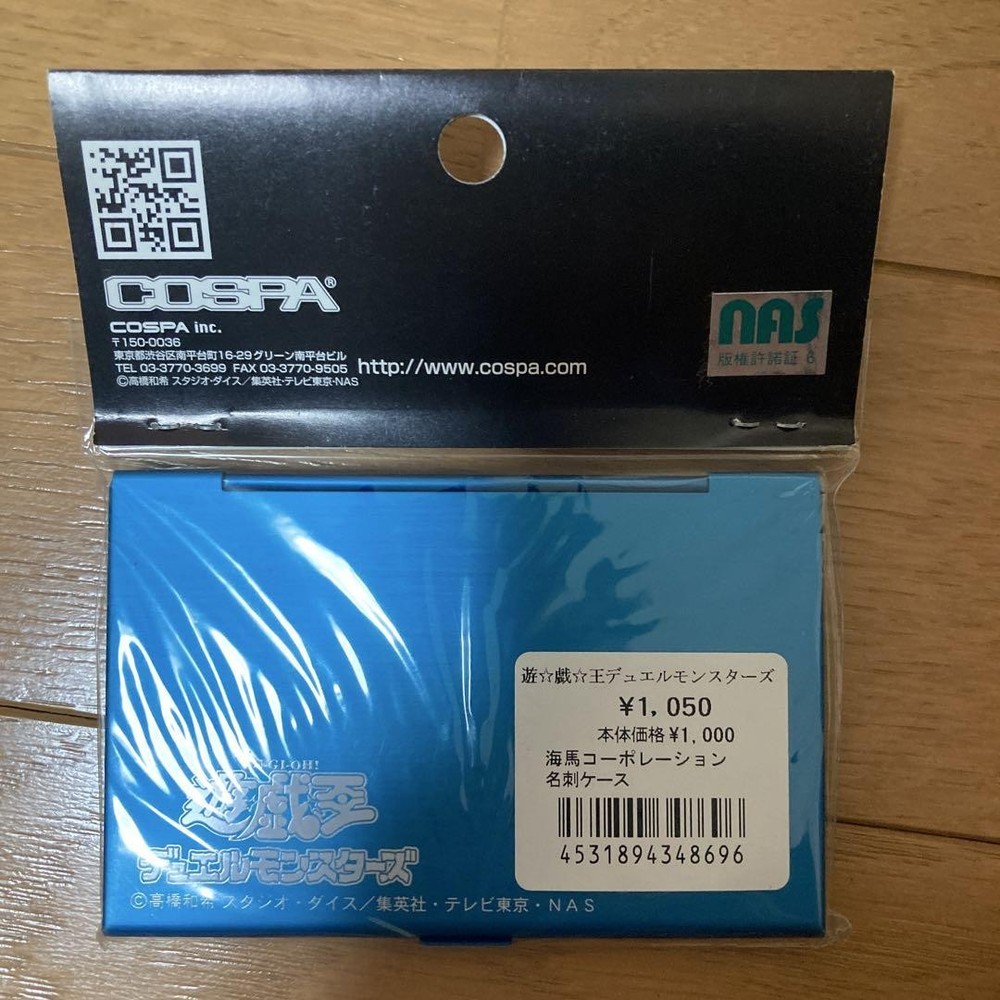 COSPA®
COSPA inc.
〒150-0036
東京都渋谷区南平台町16-29グリーン南平台ビル
TEL 03-3770-3699 FAX 03-3770-9505
©高橋和希 スタジオ・ダイス／集英社・テレビ東京・NAS
http://www.cospa.com
nas
版権許諾証
遊☆戯☆王デュエルモンスターズ
¥1,050
本体価格¥1,000
海馬コーポレーション
名刺ケース
4531894348696
遊戯王
デュエルモンスターズ
©高橋和希 スタジオ・ダイス／集英社・テレビ東京・NAS